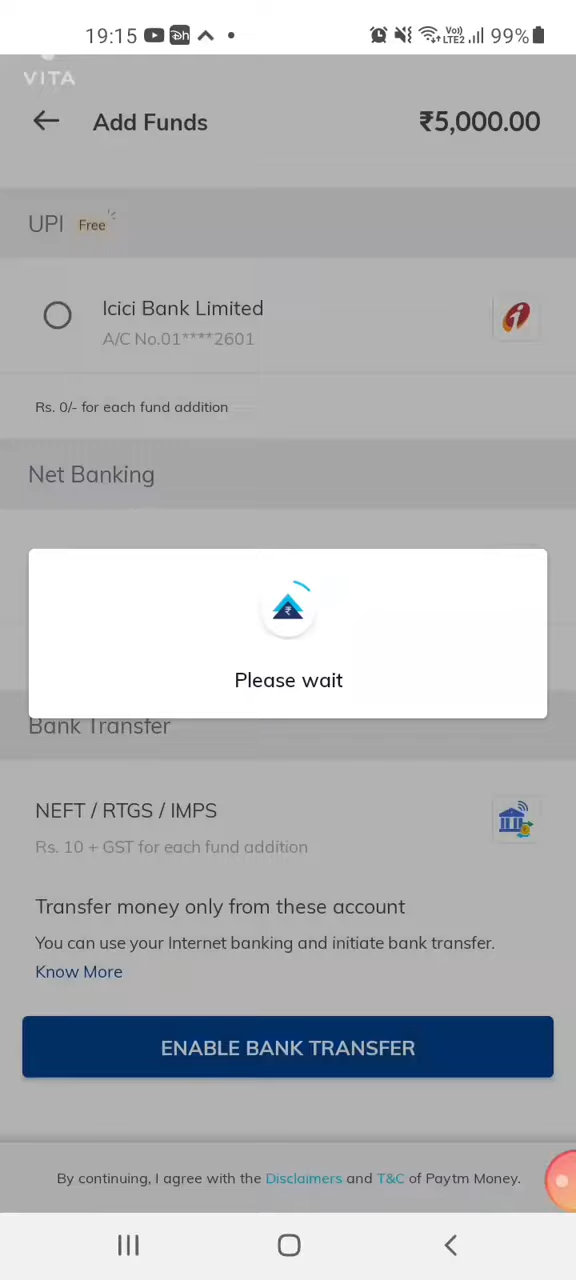 19:15
Vo)) LTE2 99%
VITA
Add Funds ₹5,000.00
UPI Free
Icici Bank Limited
A/C No.01****2601
Rs. 0/- for each fund addition
Net Banking
₹
Please wait
Bank Transfer
NEFT / RTGS / IMPS
Rs. 10 + GST for each fund addition
Transfer money only from these account
You can use your Internet banking and initiate bank transfer.
Know More
ENABLE BANK TRANSFER
By continuing, I agree with the Disclaimers and T&C of Paytm Money.